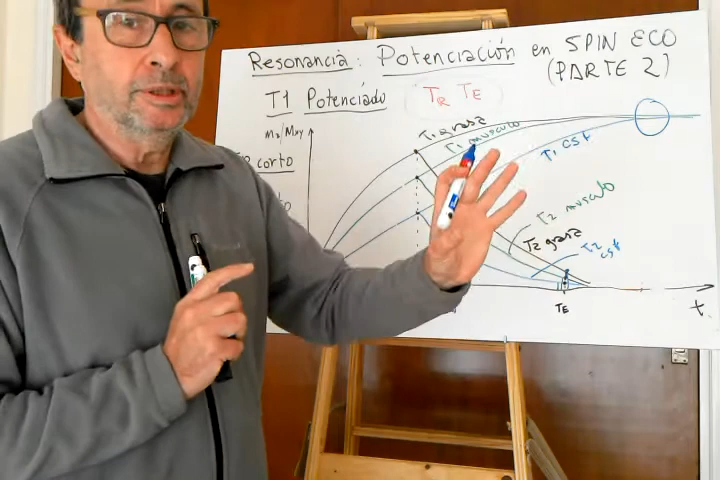 Resonancia: Potenciación en SPIN ECO
(PARTE 2)
T1 Potenciado TR TE
Mz/Mxy
T1 grasa
T1 musculo
T1 CSF
corto
T2 musculo
T2 grasa
T2 CSF
TE
t